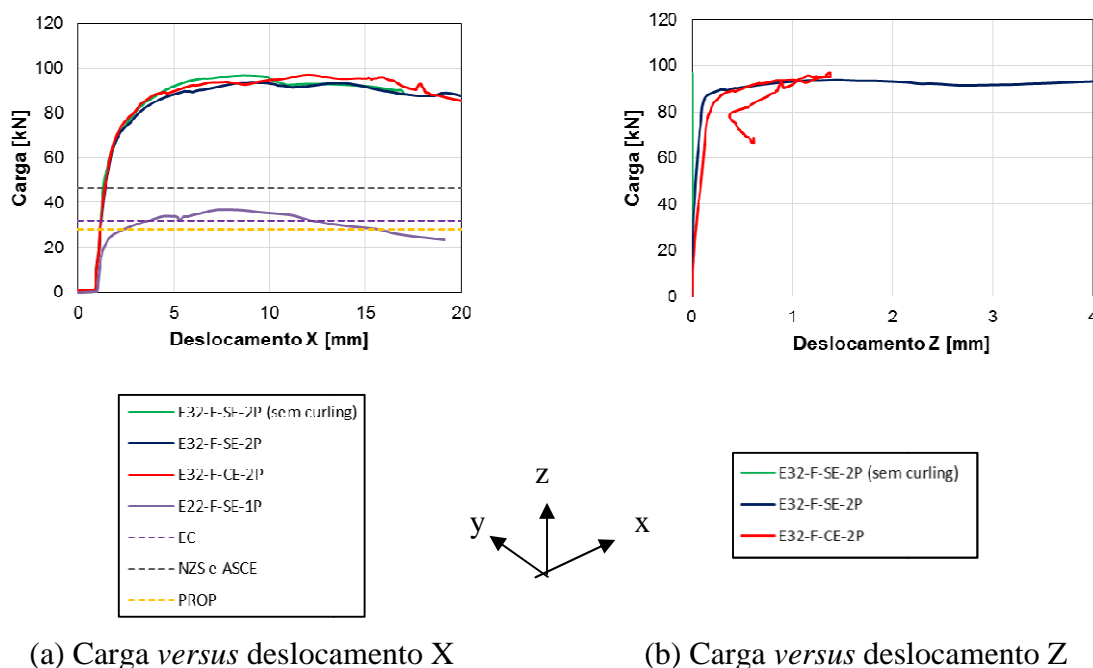 120
100
80
60
40
20
0
Carga [kN]
0 5 10 15 20
Deslocamento X [mm]
120
100
80
60
40
20
0
Carga [kN]
0 1 2 3 4
Deslocamento Z [mm]
E32-F-SE-2P (sem curling)
E32-F-SE-2P
E32-F-CE-2P
E22-F-SE-1P
EC
NZS e ASCE
PROP
z
y
x
E32-F-SE-2P (sem curling)
E32-F-SE-2P
E32-F-CE-2P
(a) Carga versus deslocamento X
(b) Carga versus deslocamento Z